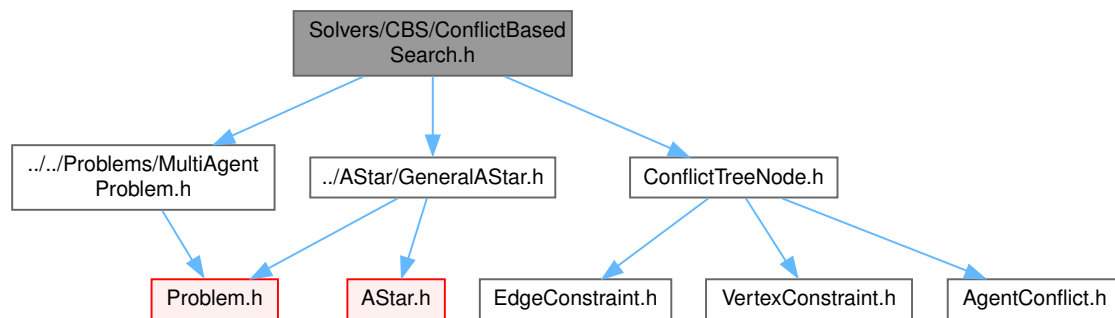 Solvers/CBS/ConflictBased
Search.h
../../Problems/MultiAgent
Problem.h
../AStar/GeneralAStar.h
ConflictTreeNode.h
Problem.h
AStar.h
EdgeConstraint.h
VertexConstraint.h
AgentConflict.h